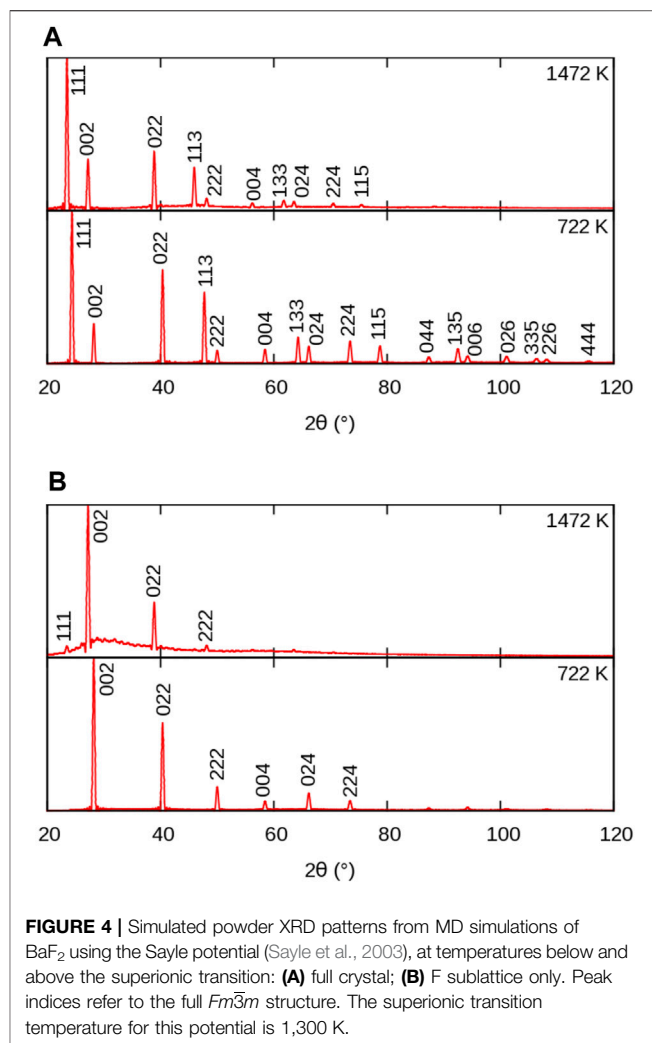 A
1472 K
111
002
022
113
222
004
133
024
224
115
722 K
111
002
022
113
222
004
133
024
224
115
044
135
006
026
335
226
444
20 40 60 80 100 120
2θ (°)
B
1472 K
111
002
022
222
722 K
002
022
222
004
024
224
20 40 60 80 100 120
2θ (°)
FIGURE 4 | Simulated powder XRD patterns from MD simulations of
BaF₂ using the Sayle potential (Sayle et al., 2003), at temperatures below and
above the superionic transition: (A) full crystal; (B) F sublattice only. Peak
indices refer to the full Fm3̅m structure. The superionic transition
temperature for this potential is 1,300 K.